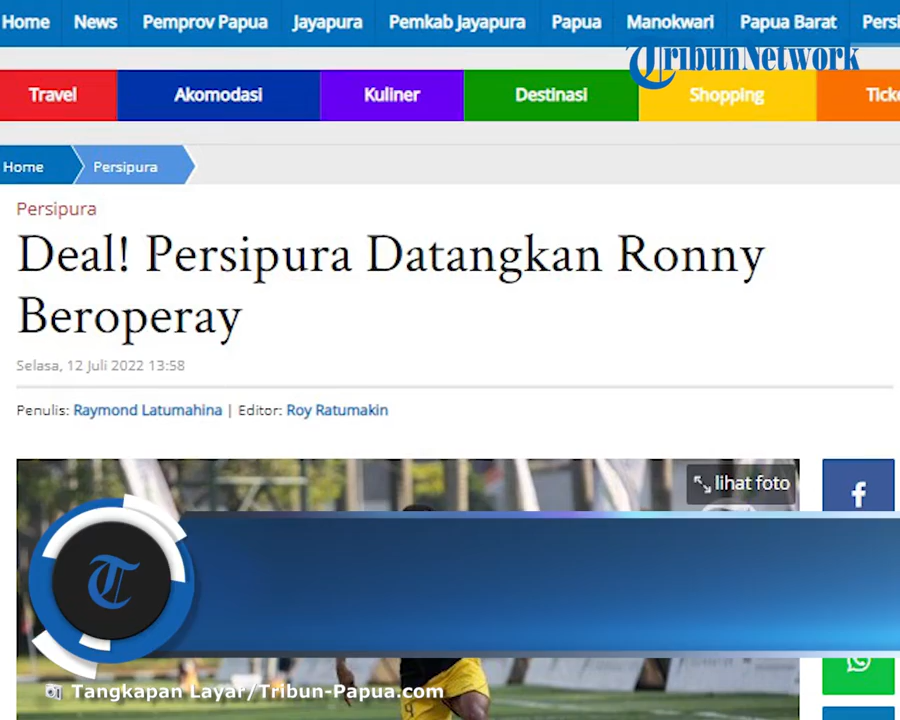 Home News Pemprov Papua Jayapura Pemkab Jayapura Papua Manokwari Papua Barat
TribunNetwork
Travel Akomodasi Kuliner Destinasi Shopping
Home Persipura
Persipura
Deal! Persipura Datangkan Ronny
Beroperay
Selasa, 12 Juli 2022 13:58
Penulis: Raymond Latumahina | Editor: Roy Ratumakin
lihat foto
f
T
Tangkapan Layar/Tribun-Papua.com